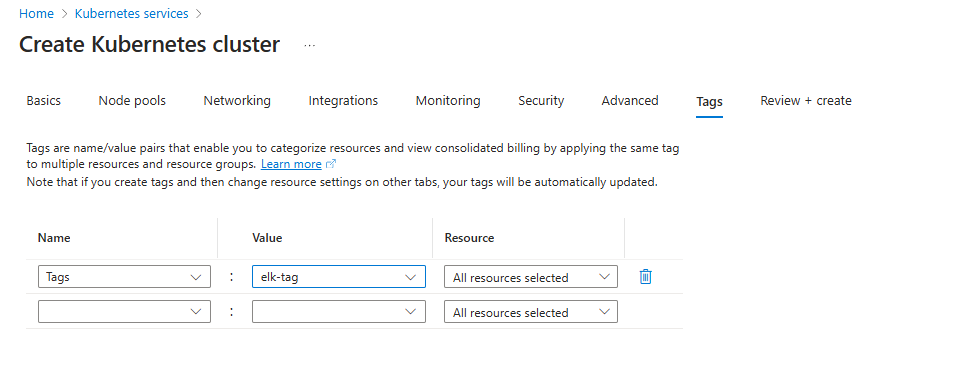 Home > Kubernetes services >
Create Kubernetes cluster ...
Basics Node pools Networking Integrations Monitoring Security Advanced Tags Review + create
Tags are name/value pairs that enable you to categorize resources and view consolidated billing by applying the same tag
to multiple resources and resource groups. Learn more
Note that if you create tags and then change resource settings on other tabs, your tags will be automatically updated.
Name Value Resource
Tags : elk-tag All resources selected
: All resources selected